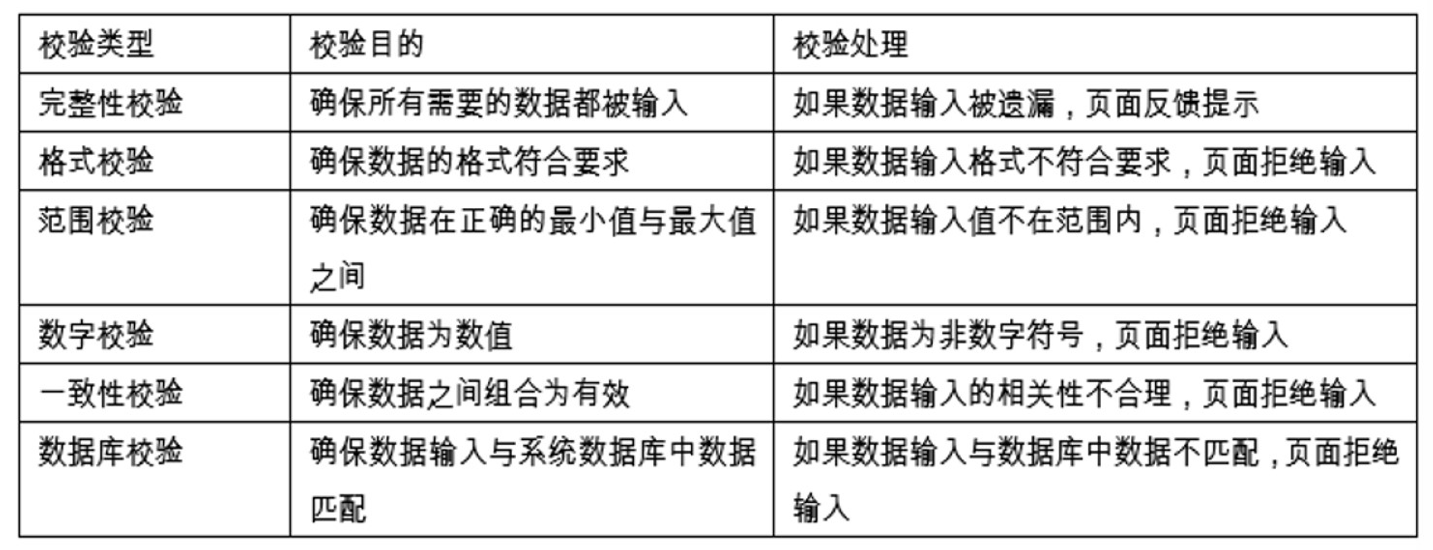 校验类型 校验目的 校验处理
完整性校验 确保所有需要的数据都被输入 如果数据输入被遗漏，页面反馈提示
格式校验 确保数据的格式符合要求 如果数据输入格式不符合要求，页面拒绝输入
范围校验 确保数据在正确的最小值与最大值 如果数据输入值不在范围内，页面拒绝输入
之间
数字校验 确保数据为数值 如果数据为非数字符号，页面拒绝输入
一致性校验 确保数据之间组合为有效 如果数据输入的相关性不合理，页面拒绝输入
数据库校验 确保数据输入与系统数据库中数据 如果数据输入与数据库中数据不匹配，页面拒绝
匹配 输入